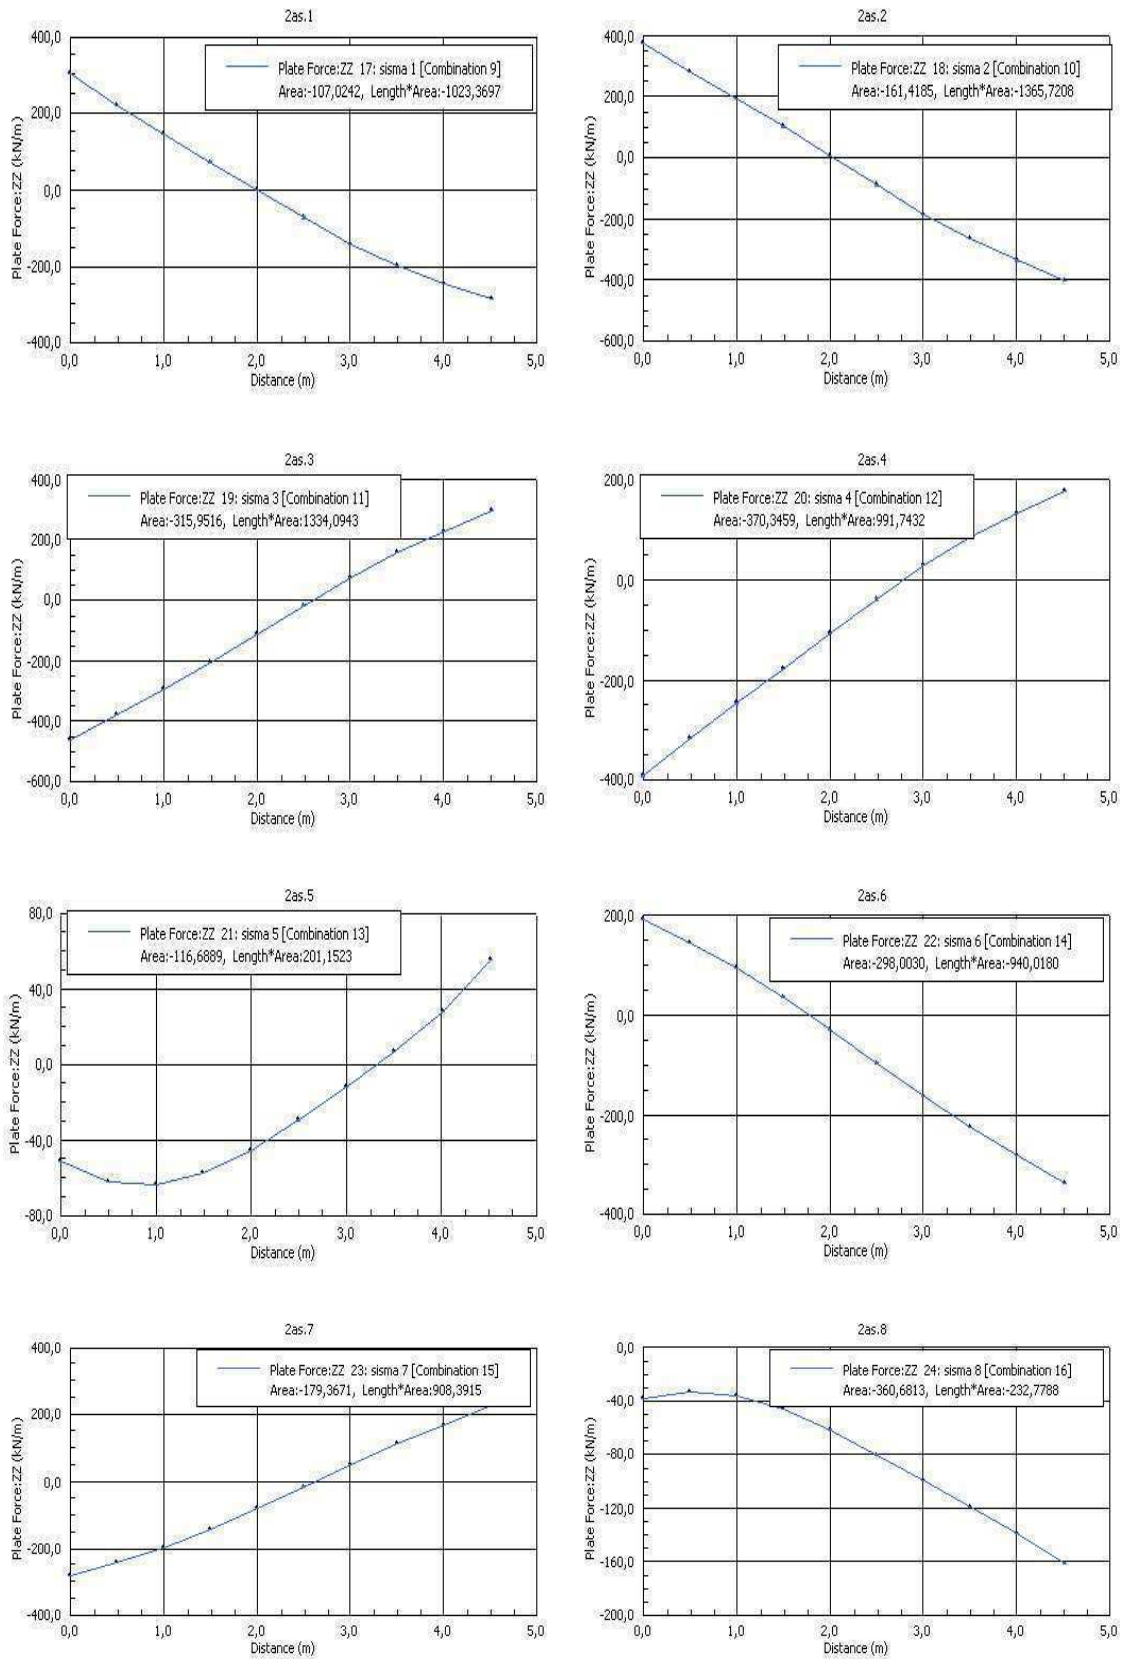 2as.1
400,0
200,0
0,0
-200,0
-400,0
Plate Force:ZZ (kN/m)
Plate Force:ZZ 17: sisma 1 [Combination 9]
Area:-107,0242, Length*Area:-1023,3697
0,0 1,0 2,0 3,0 4,0 5,0
Distance (m)
2as.2
400,0
200,0
0,0
-200,0
-400,0
-600,0
Plate Force:ZZ (kN/m)
Plate Force:ZZ 18: sisma 2 [Combination 10]
Area:-161,4185, Length*Area:-1365,7208
0,0 1,0 2,0 3,0 4,0 5,0
Distance (m)
2as.3
400,0
200,0
0,0
-200,0
-400,0
-600,0
Plate Force:ZZ (kN/m)
Plate Force:ZZ 19: sisma 3 [Combination 11]
Area:-315,9516, Length*Area:1334,0943
0,0 1,0 2,0 3,0 4,0 5,0
Distance (m)
2as.4
200,0
0,0
-200,0
-400,0
Plate Force:ZZ (kN/m)
Plate Force:ZZ 20: sisma 4 [Combination 12]
Area:-370,3459, Length*Area:991,7432
0,0 1,0 2,0 3,0 4,0 5,0
Distance (m)
2as.5
80,0
40,0
0,0
-40,0
-80,0
Plate Force:ZZ (kN/m)
Plate Force:ZZ 21: sisma 5 [Combination 13]
Area:-116,6889, Length*Area:201,1523
0,0 1,0 2,0 3,0 4,0 5,0
Distance (m)
2as.6
200,0
0,0
-200,0
-400,0
Plate Force:ZZ (kN/m)
Plate Force:ZZ 22: sisma 6 [Combination 14]
Area:-298,0030, Length*Area:-940,0180
0,0 1,0 2,0 3,0 4,0 5,0
Distance (m)
2as.7
400,0
200,0
0,0
-200,0
-400,0
Plate Force:ZZ (kN/m)
Plate Force:ZZ 23: sisma 7 [Combination 15]
Area:-179,3671, Length*Area:908,3915
0,0 1,0 2,0 3,0 4,0 5,0
Distance (m)
2as.8
0,0
-40,0
-80,0
-120,0
-160,0
-200,0
Plate Force:ZZ (kN/m)
Plate Force:ZZ 24: sisma 8 [Combination 16]
Area:-360,6813, Length*Area:-232,7788
0,0 1,0 2,0 3,0 4,0 5,0
Distance (m)